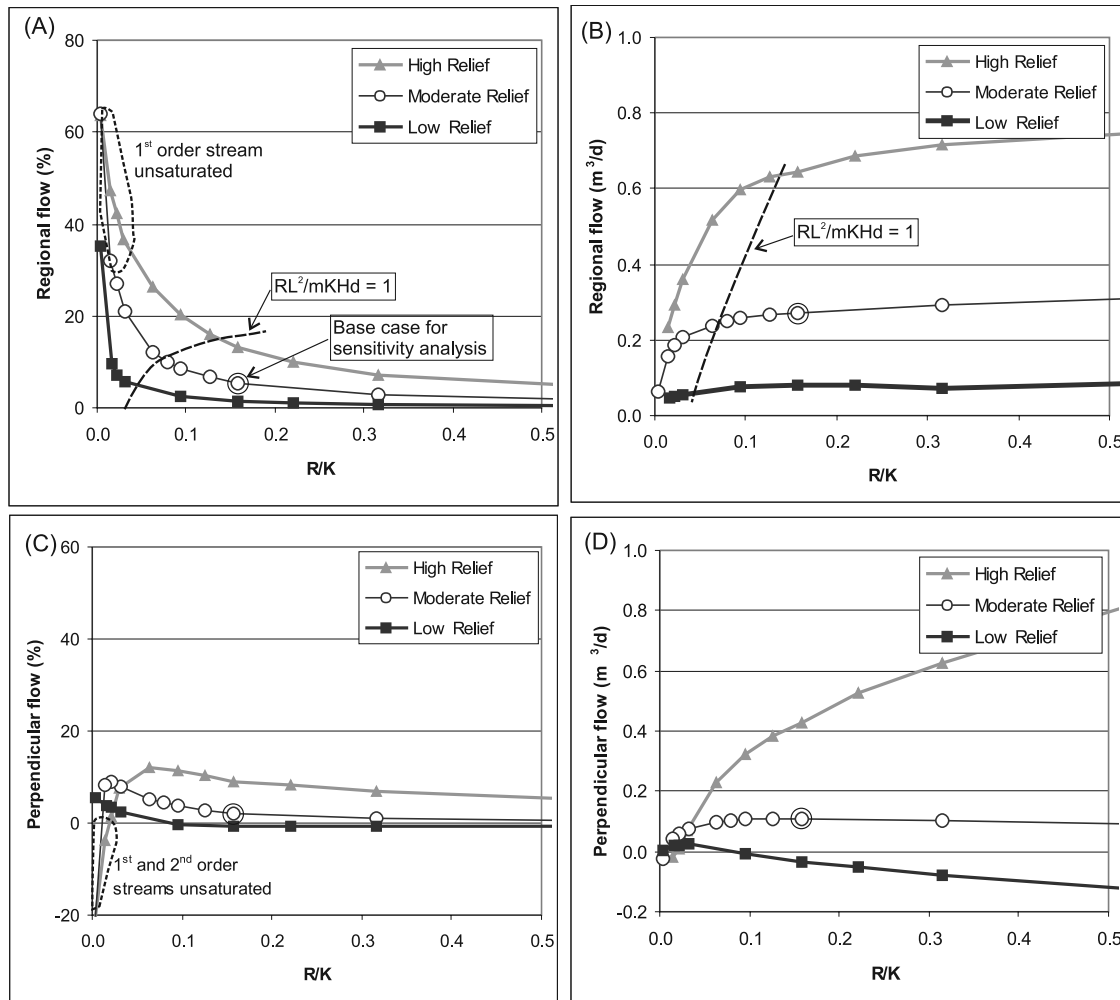 (A)
80
60
40
20
0
Regional flow (%)
High Relief
Moderate Relief
Low Relief
1st order stream
unsaturated
RL2/mKHd = 1
Base case for
sensitivity analysis
0.0 0.1 0.2 0.3 0.4 0.5
R/K
(B)
1.0
0.8
0.6
0.4
0.2
0.0
Regional flow (m3/d)
High Relief
Moderate Relief
Low Relief
RL2/mKHd = 1
0.0 0.1 0.2 0.3 0.4 0.5
R/K
(C)
60
40
20
0
-20
Perpendicular flow (%)
High Relief
Moderate Relief
Low Relief
1st and 2nd order
streams unsaturated
0.0 0.1 0.2 0.3 0.4 0.5
R/K
(D)
1.0
0.8
0.6
0.4
0.2
0.0
-0.2
Perpendicular flow (m3/d)
High Relief
Moderate Relief
Low Relief
0.0 0.1 0.2 0.3 0.4 0.5
R/K